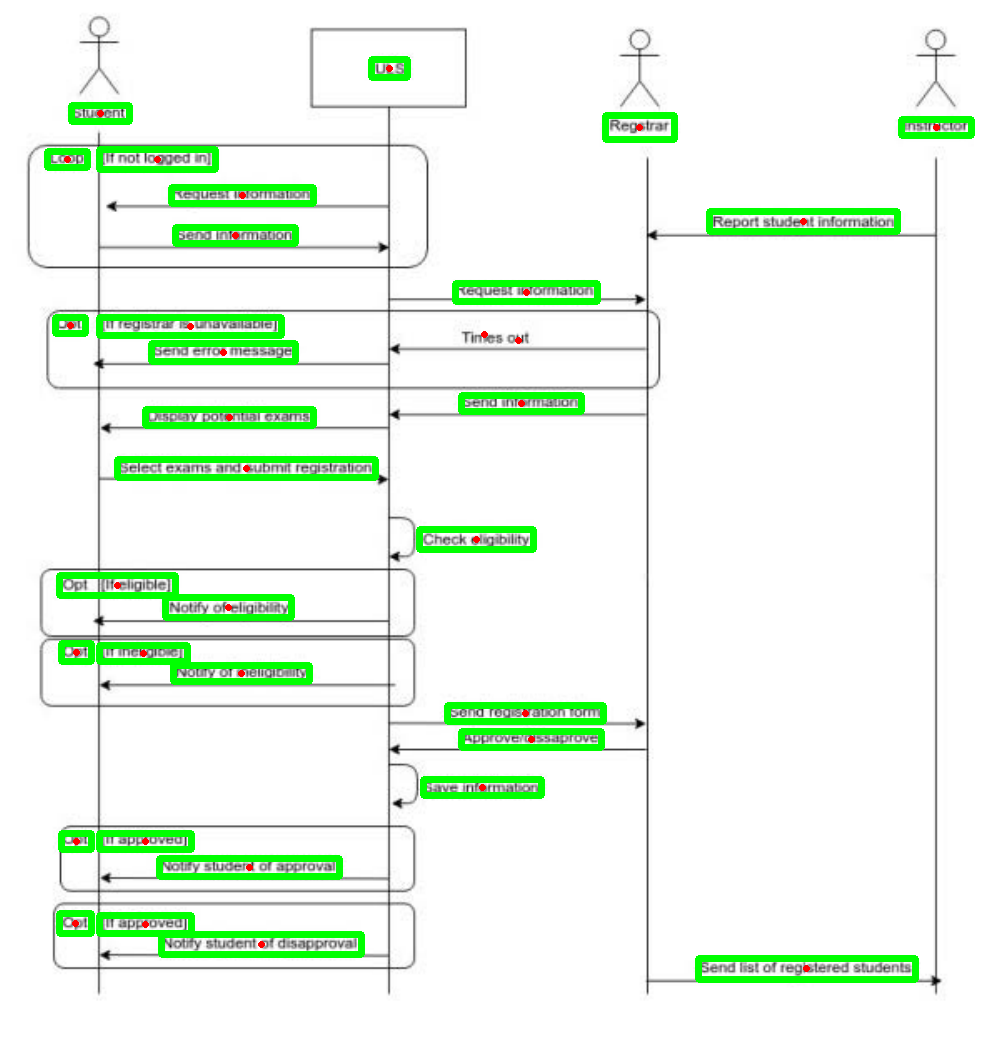 Student
ULS
Registrar
Instructor
Loop [If not logged in]
Request information
Send information
Report student information
Request information
Opt [If registrar is unavailable]
Times out
Send error message
Send information
Display potential exams
Select exams and submit registration
Check eligibility
Opt [If eligible]
Notify of eligibility
Opt [If ineligible]
Notify of ineligibility
Send registration form
Approve/dissaprove
Save information
Opt [If approved]
Notify student of approval
Opt [If approved]
Notify student of disapproval
Send list of registered students